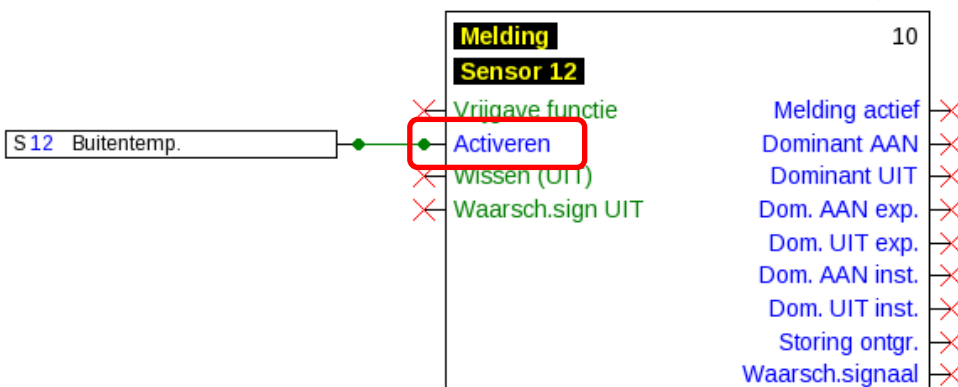 Melding 10
Sensor 12
Vrijgave functie Melding actief
S 12 Buitentemp. Activeren Dominant AAN
Wissen (UIT) Dominant UIT
Waarsch.sign UIT Dom. AAN exp.
Dom. UIT exp.
Dom. AAN inst.
Dom. UIT inst.
Storing ontgr.
Waarsch.signaal